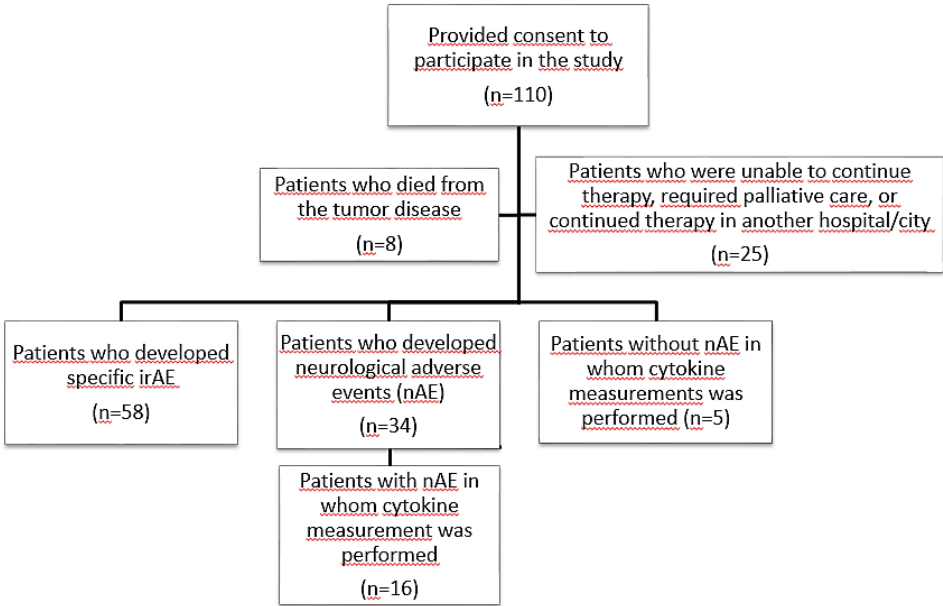 Provided consent to
participate in the study
(n=110)
Patients who died from
the tumor disease
(n=8)
Patients who were unable to continue
therapy, required palliative care, or
continued therapy in another hospital/city
(n=25)
Patients who developed
specific irAE
(n=58)
Patients who developed
neurological adverse
events (nAE)
(n=34)
Patients without nAE in
whom cytokine
measurements was
performed (n=5)
Patients with nAE in
whom cytokine
measurement was
performed
(n=16)